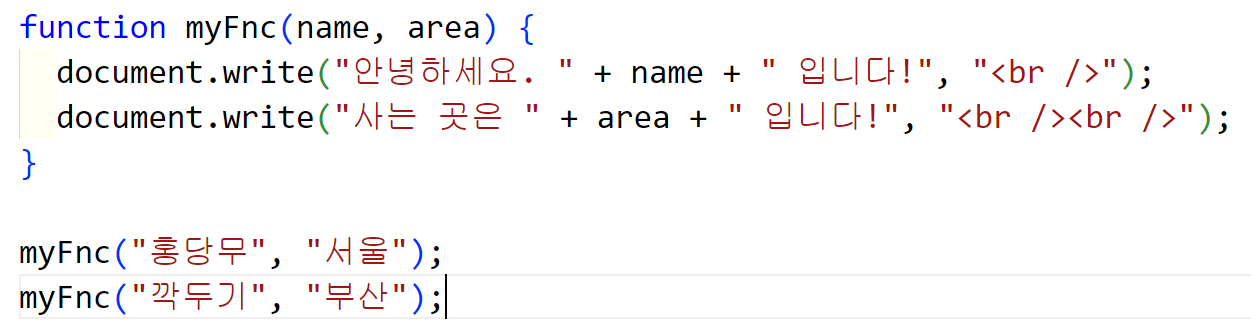 function myFnc(name, area) {
  document.write("안녕하세요. " + name + " 입니다!", "<br />");
  document.write("사는 곳은 " + area + " 입니다!", "<br /><br />");
}

myFnc("홍당무", "서울");
myFnc("깍두기", "부산");